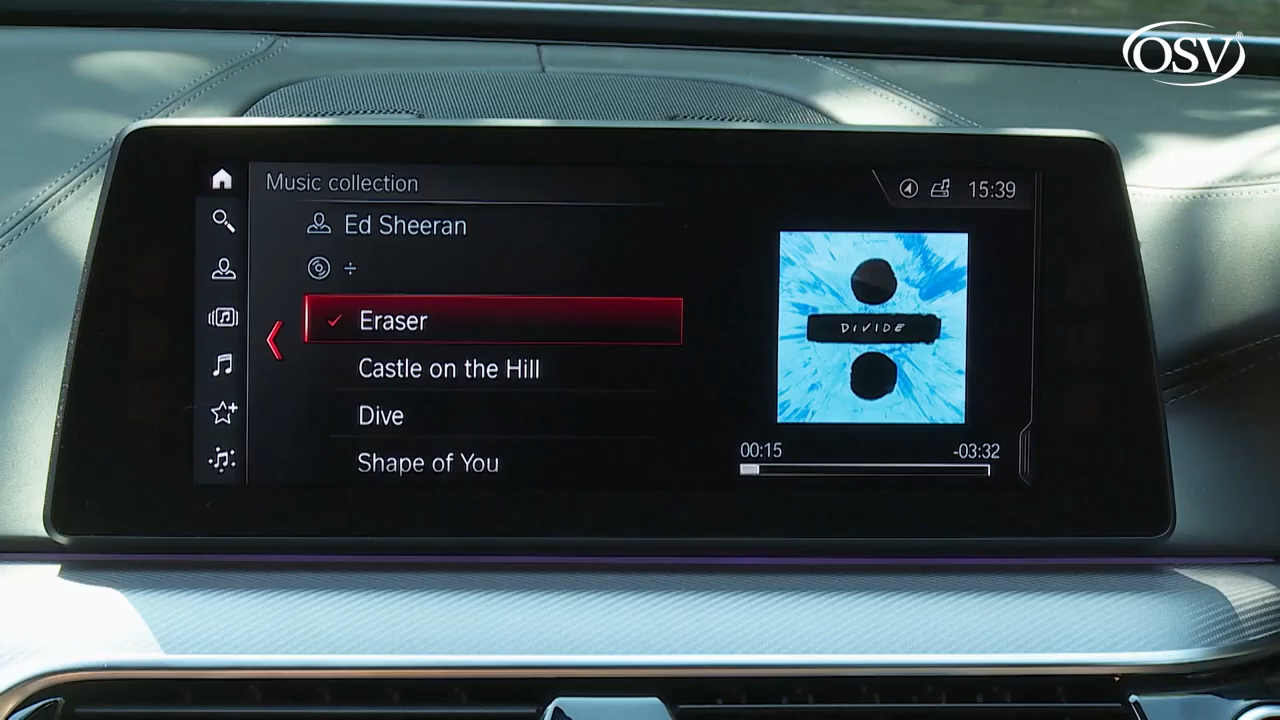 OSV®
Music collection
15:39
Ed Sheeran
÷
Eraser
Castle on the Hill
Dive
Shape of You
DIVIDE
00:15
-03:32